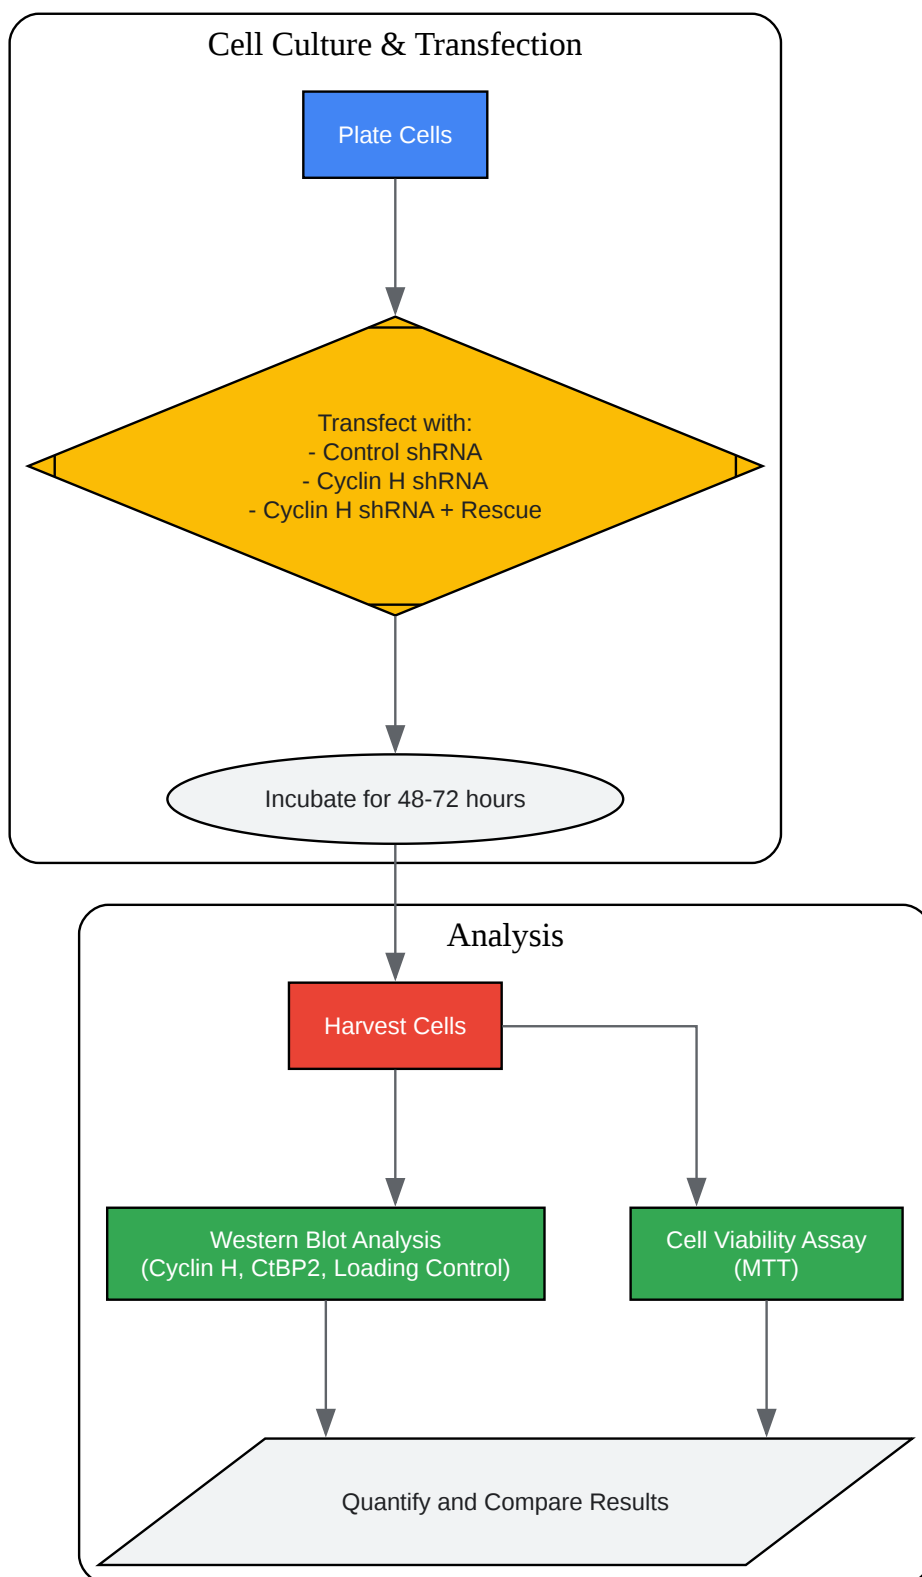 Cell Culture & Transfection
Plate Cells
Transfect with:
- Control shRNA
- Cyclin H shRNA
- Cyclin H shRNA + Rescue
Incubate for 48-72 hours
Analysis
Harvest Cells
Western Blot Analysis
(Cyclin H, CtBP2, Loading Control)
Cell Viability Assay
(MTT)
Quantify and Compare Results